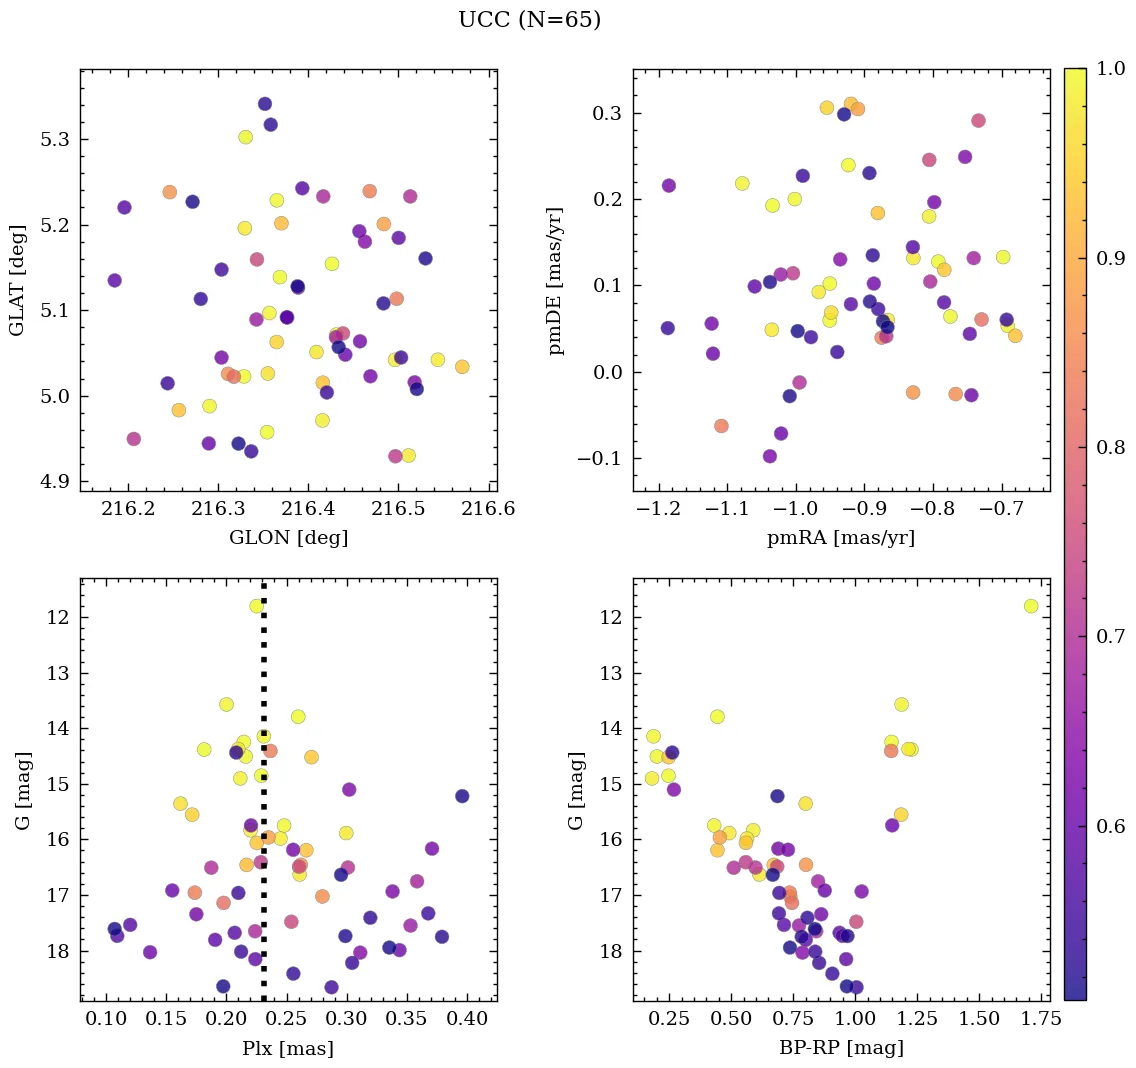 UCC (N=65)
5.3
5.2
5.1
5.0
4.9
GLAT [deg]
216.2 216.3 216.4 216.5 216.6
GLON [deg]
0.3
0.2
0.1
0.0
−0.1
pmDE [mas/yr]
−1.2 −1.1 −1.0 −0.9 −0.8 −0.7
pmRA [mas/yr]
12
13
14
15
16
17
18
G [mag]
0.10 0.15 0.20 0.25 0.30 0.35 0.40
Plx [mas]
12
13
14
15
16
17
18
G [mag]
0.25 0.50 0.75 1.00 1.25 1.50 1.75
BP-RP [mag]
1.0
0.9
0.8
0.7
0.6